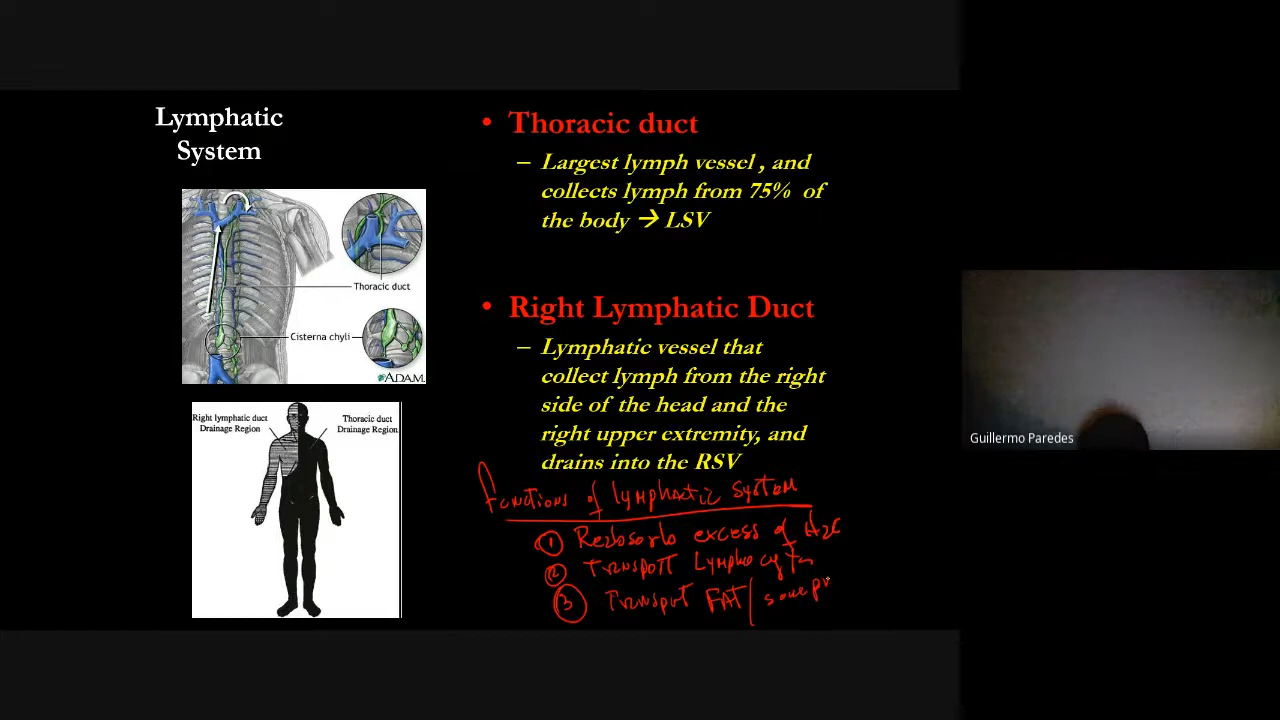 Lymphatic
System
Thoracic duct
Cisterna chyli
ADAM.
Right lymphatic duct
Drainage Region
Thoracic duct
Drainage Region
• Thoracic duct
– Largest lymph vessel , and
collects lymph from 75% of
the body → LSV
• Right Lymphatic Duct
– Lymphatic vessel that
collect lymph from the right
side of the head and the
right upper extremity, and
drains into the RSV
Functions of Lymphatic System
① excess of
② Transport
③ Transport FAT/ some
Guillermo Paredes